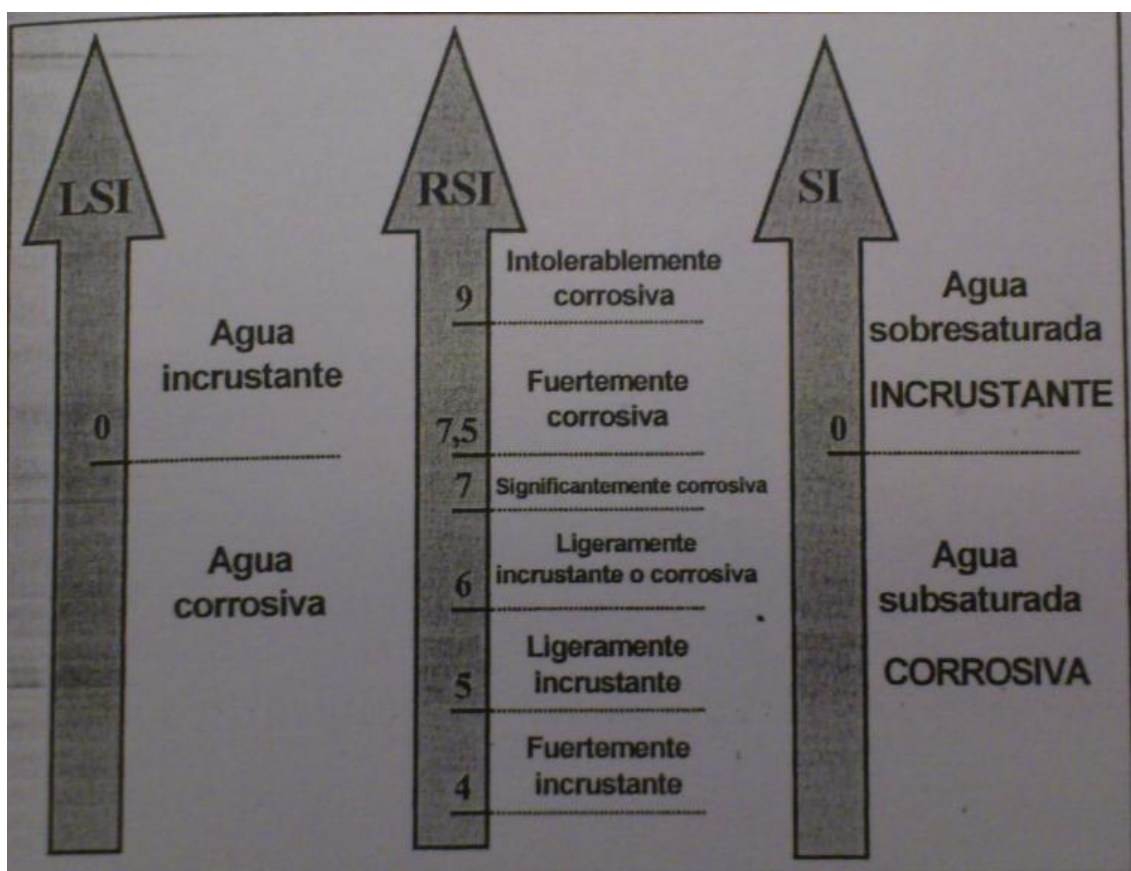 LSI
Agua
incrustante
0
Agua
corrosiva
RSI
Intolerablemente
corrosiva
9
Fuertemente
corrosiva
7,5
7
Significantemente corrosiva
Ligeramente
incrustante o corrosiva
6
Ligeramente
incrustante
5
Fuertemente
incrustante
4
SI
Agua
sobresaturada
INCRUSTANTE
0
Agua
subsaturada
CORROSIVA